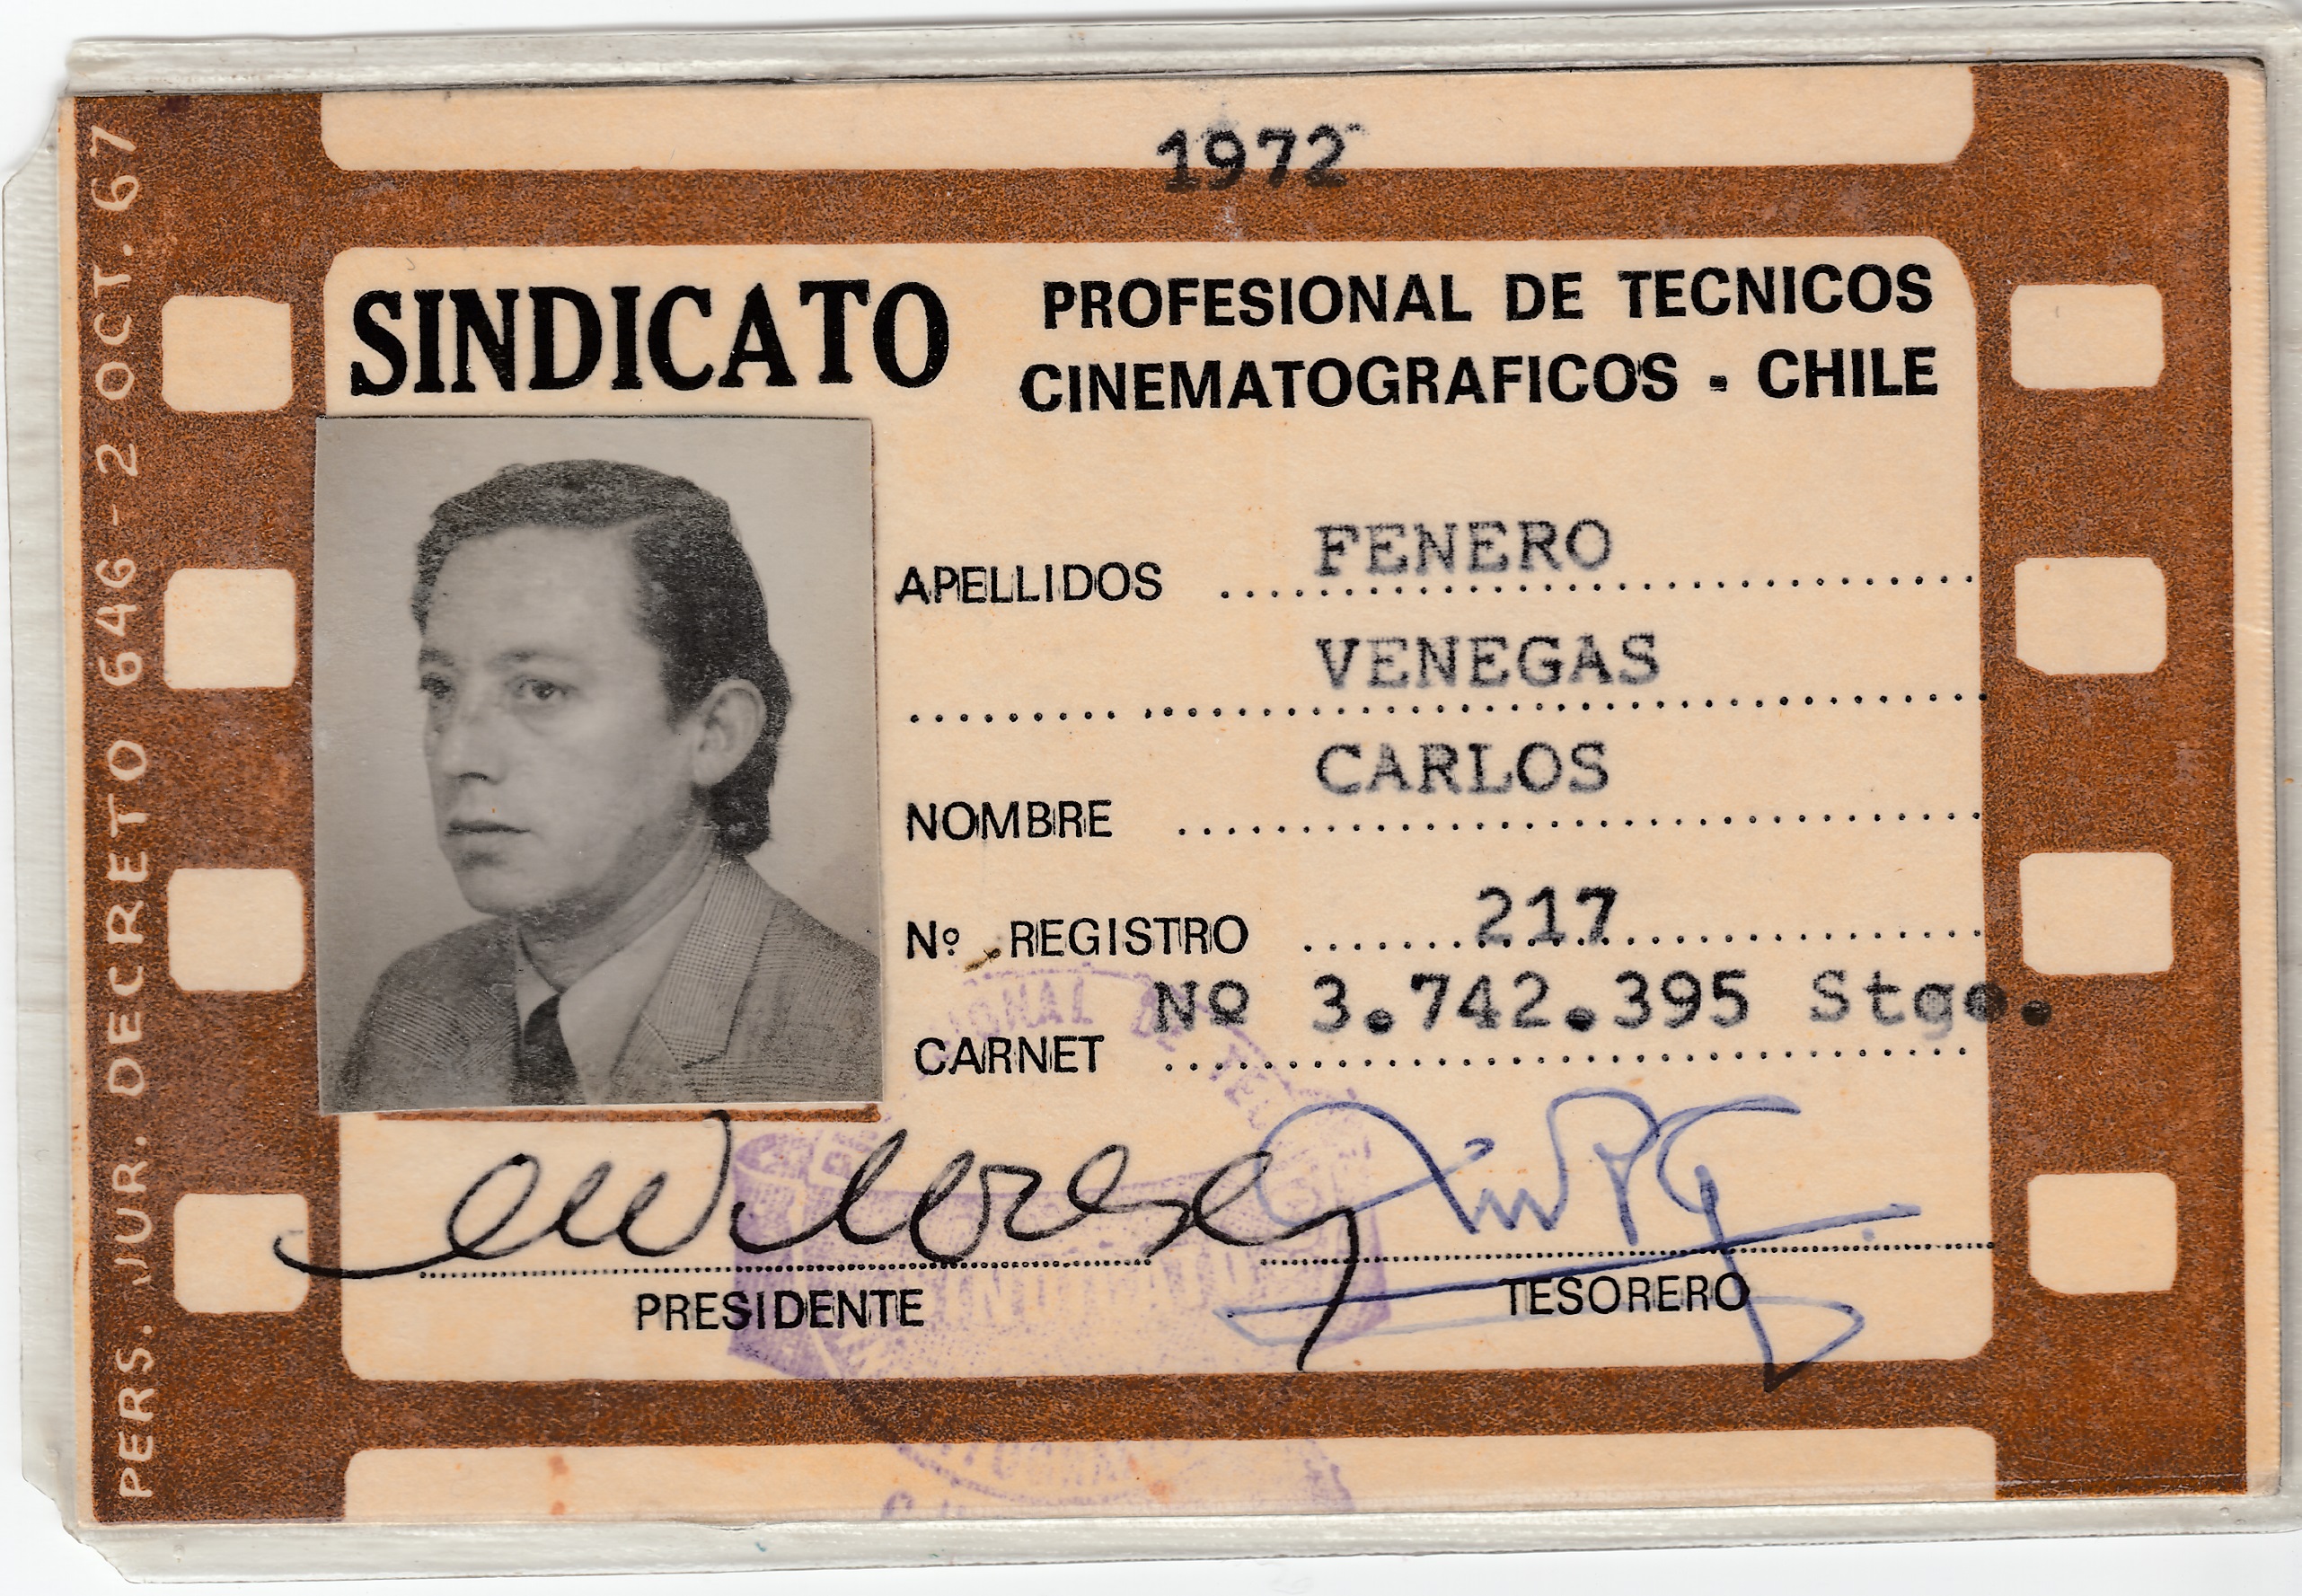 1972
SINDICATO
PROFESIONAL DE TECNICOS
CINEMATOGRAFICOS - CHILE
APELLIDOS FENERO
VENEGAS
NOMBRE CARLOS
Nº REGISTRO 217
CARNET Nº 3.742.395 Stgo.
PRESIDENTE
TESORERO
PERS. JUR. DECRETO 646-2 OCT. 67